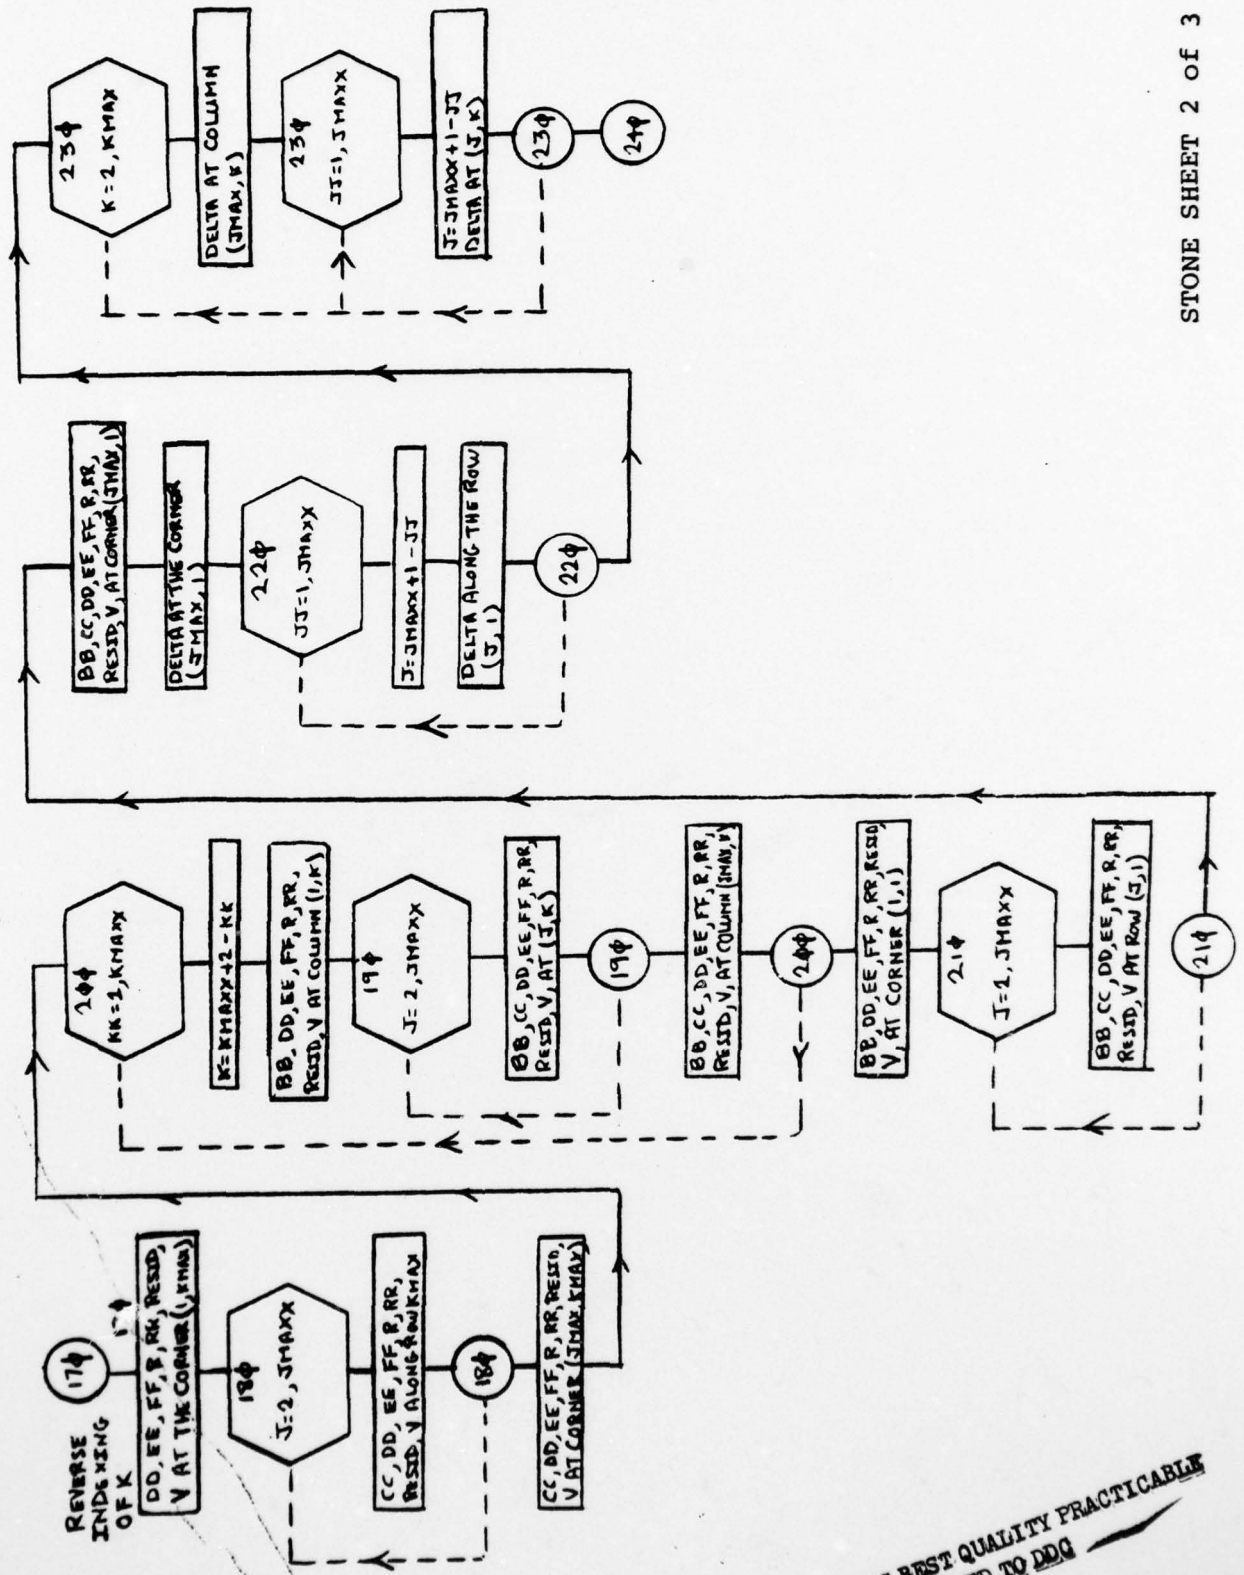 REVERSE
INDEXING
OF K
17φ
17φ
DD, EE, FF, R, RR, RESID,
V AT THE CORNER (1, KMAX)
18φ
J=2, JMAXX
CC, DD, EE, FF, R, RR,
RESID, V ALONG ROW KMAX
18φ
CC, DD, EE, FF, R, RR, RESID,
V AT CORNER (JMAX, KMAX)
2φφ
KK=1, KMAXX
K=KMAXX+2-KK
BB, DD, EE, FF, R, RR,
RESID, V AT COLUMN (1, K)
19φ
J=2, JMAXX
BB, CC, DD, EE, FF, R, RR,
RESID, V, AT (J, K)
19φ
BB, CC, DD, EE, FF, R, RR,
RESID, V, AT COLUMN (JMAX, K)
2φφ
BB, DD, EE, FF, R, RR, RESID,
V, AT CORNER (1, 1)
21φ
J=2, JMAXX
BB, CC, DD, EE, FF, R, RR,
RESID, V AT ROW (J, 1)
21φ
BB, CC, DD, EE, FF, R, RR,
RESID, V, AT CORNER (JMAX, 1)
DELTA AT THE CORNER
(JMAX, 1)
22φ
JJ=1, JMAXX
J=JMAXX+1-JJ
DELTA ALONG THE ROW
(J, 1)
22φ
23φ
K=2, KMAX
DELTA AT COLUMN
(JMAX, K)
23φ
JJ=1, JMAXX
J=JMAXX+1-JJ
DELTA AT (J, K)
23φ
24φ
STONE SHEET 2 of 3
BEST QUALITY PRACTICABLE
TO DDC